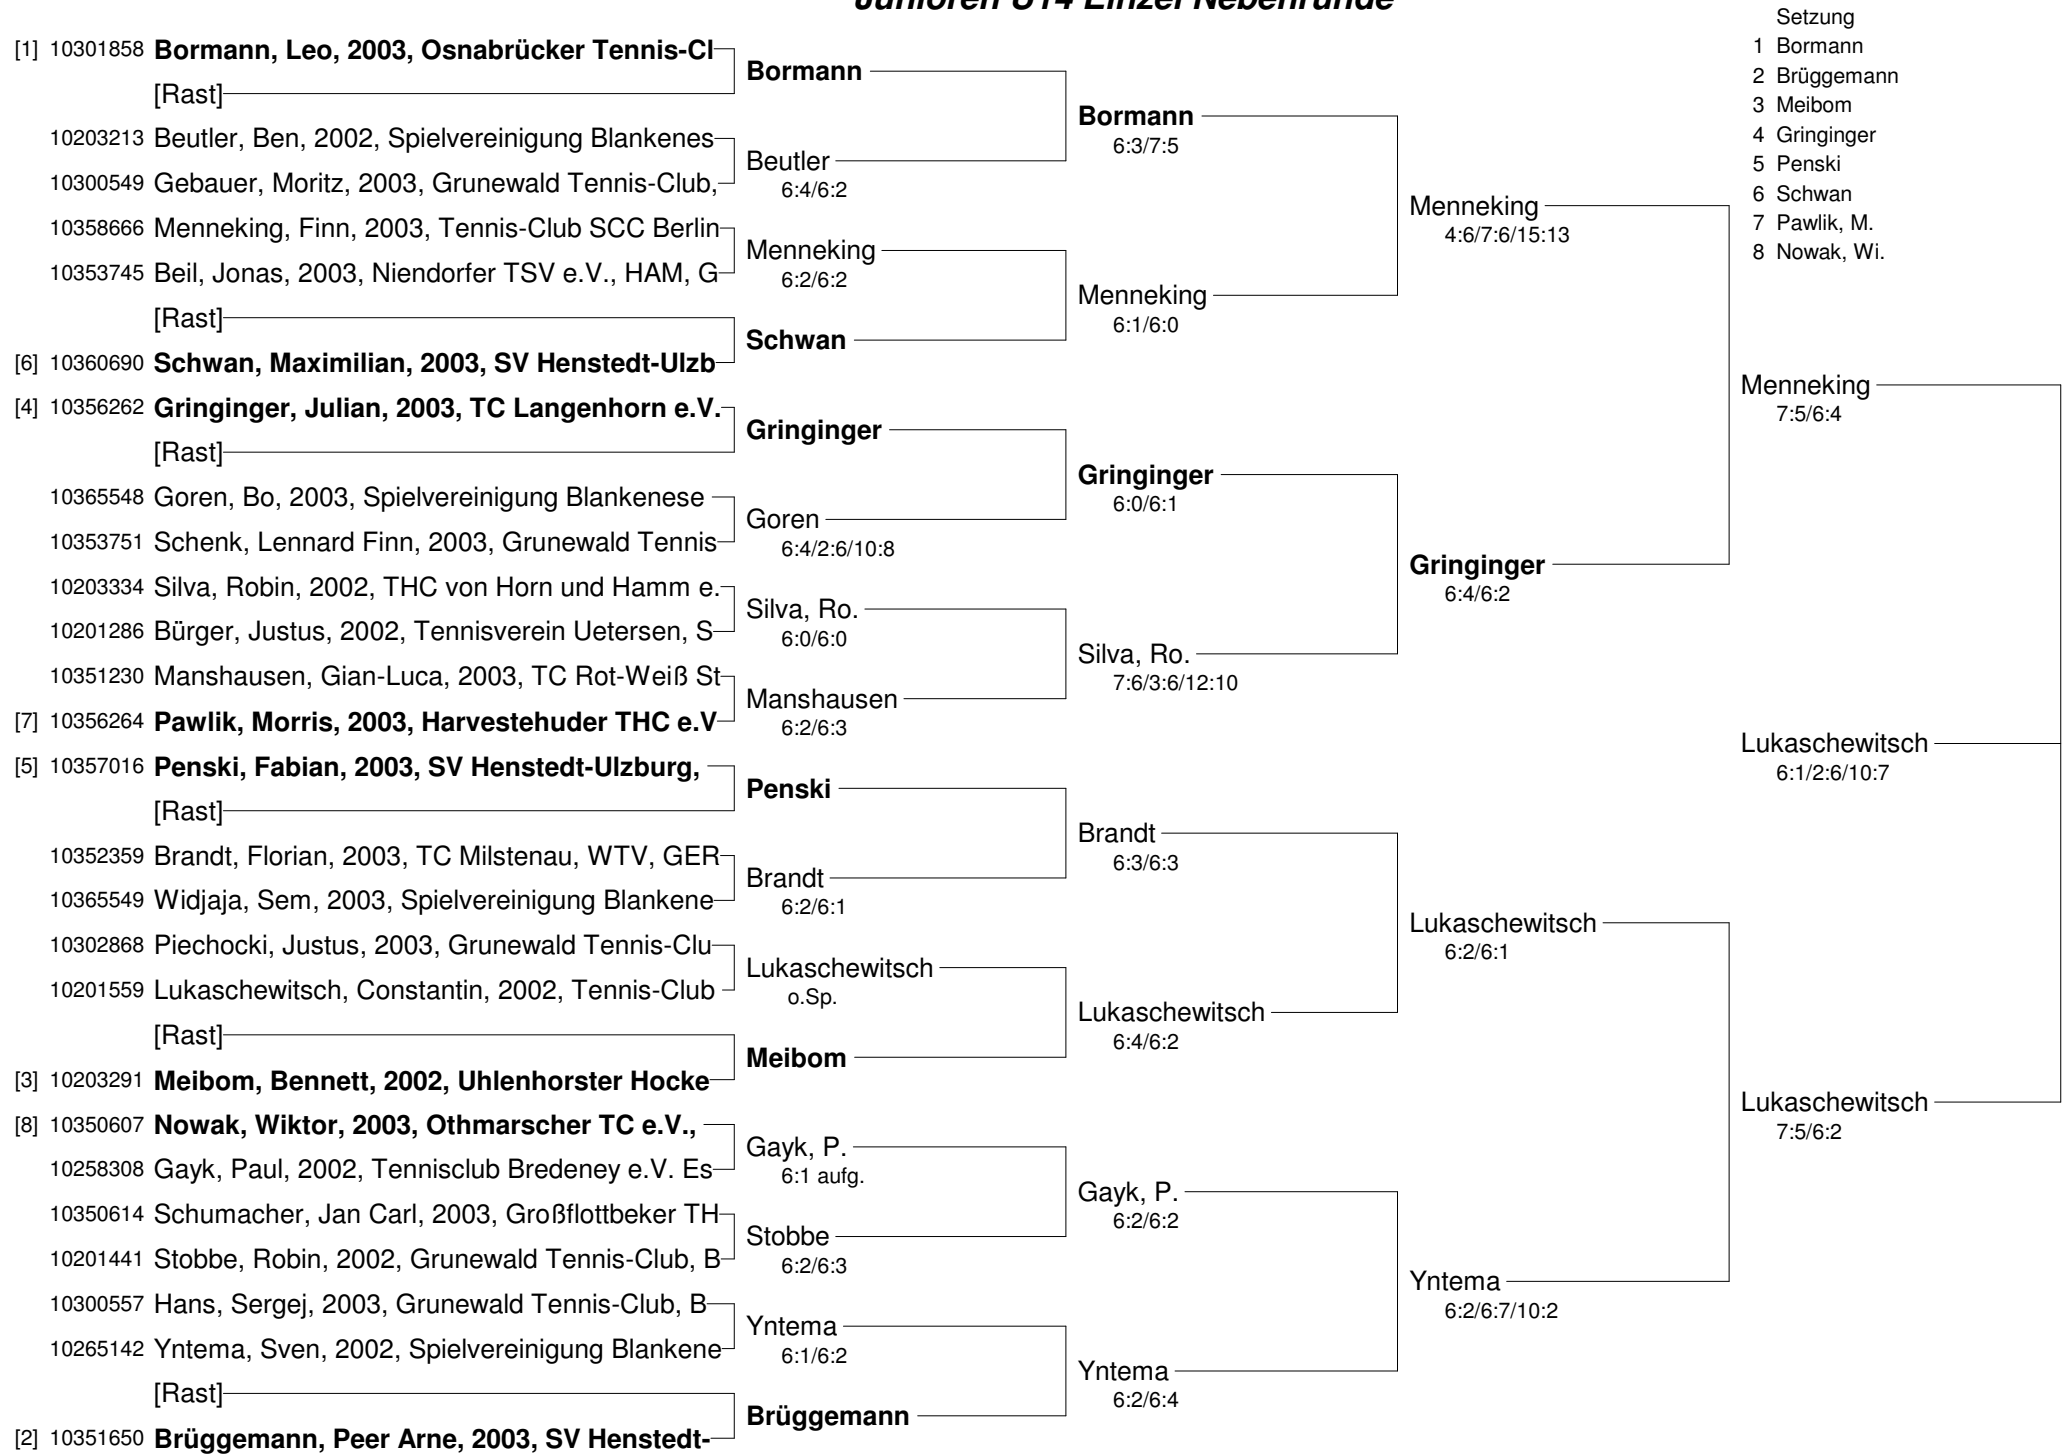 Junioren U14 Einzel Nebenrunde
Setzung
1 Bormann
2 Brüggemann
3 Meibom
4 Gringinger
5 Penski
6 Schwan
7 Pawlik, M.
8 Nowak, Wi.
[1] 10301858 Bormann, Leo, 2003, Osnabrücker Tennis-Cl
[Rast]
10203213 Beutler, Ben, 2002, Spielvereinigung Blankenes
10300549 Gebauer, Moritz, 2003, Grunewald Tennis-Club,
10358666 Menneking, Finn, 2003, Tennis-Club SCC Berlin
10353745 Beil, Jonas, 2003, Niendorfer TSV e.V., HAM, G
[Rast]
[6] 10360690 Schwan, Maximilian, 2003, SV Henstedt-Ulzb
[4] 10356262 Gringinger, Julian, 2003, TC Langenhorn e.V.
[Rast]
10365548 Goren, Bo, 2003, Spielvereinigung Blankenese
10353751 Schenk, Lennard Finn, 2003, Grunewald Tennis
10203334 Silva, Robin, 2002, THC von Horn und Hamm e.
10201286 Bürger, Justus, 2002, Tennisverein Uetersen, S
10351230 Manshausen, Gian-Luca, 2003, TC Rot-Weiß St
[7] 10356264 Pawlik, Morris, 2003, Harvestehuder THC e.V
[5] 10357016 Penski, Fabian, 2003, SV Henstedt-Ulzburg,
[Rast]
10352359 Brandt, Florian, 2003, TC Milstenau, WTV, GER
10365549 Widjaja, Sem, 2003, Spielvereinigung Blankene
10302868 Piechocki, Justus, 2003, Grunewald Tennis-Clu
10201559 Lukaschewitsch, Constantin, 2002, Tennis-Club
[Rast]
[3] 10203291 Meibom, Bennett, 2002, Uhlenhorster Hocke
[8] 10350607 Nowak, Wiktor, 2003, Othmarscher TC e.V.,
10258308 Gayk, Paul, 2002, Tennisclub Bredeney e.V. Es
10350614 Schumacher, Jan Carl, 2003, Großflottbeker TH
10201441 Stobbe, Robin, 2002, Grunewald Tennis-Club, B
10300557 Hans, Sergej, 2003, Grunewald Tennis-Club, B
10265142 Yntema, Sven, 2002, Spielvereinigung Blankene
[Rast]
[2] 10351650 Brüggemann, Peer Arne, 2003, SV Henstedt-
Bormann
Beutler
6:4/6:2
Menneking
6:2/6:2
Schwan
Gringinger
Goren
6:4/2:6/10:8
Silva, Ro.
6:0/6:0
Manshausen
6:2/6:3
Penski
Brandt
6:2/6:1
Lukaschewitsch
o.Sp.
Meibom
Gayk, P.
6:1 aufg.
Stobbe
6:2/6:3
Yntema
6:1/6:2
Brüggemann
Bormann
6:3/7:5
Menneking
6:1/6:0
Gringinger
6:0/6:1
Silva, Ro.
7:6/3:6/12:10
Brandt
6:3/6:3
Lukaschewitsch
6:4/6:2
Gayk, P.
6:2/6:2
Yntema
6:2/6:4
Menneking
4:6/7:6/15:13
Gringinger
6:4/6:2
Lukaschewitsch
6:2/6:1
Yntema
6:2/6:7/10:2
Menneking
7:5/6:4
Lukaschewitsch
6:1/2:6/10:7
Lukaschewitsch
7:5/6:2